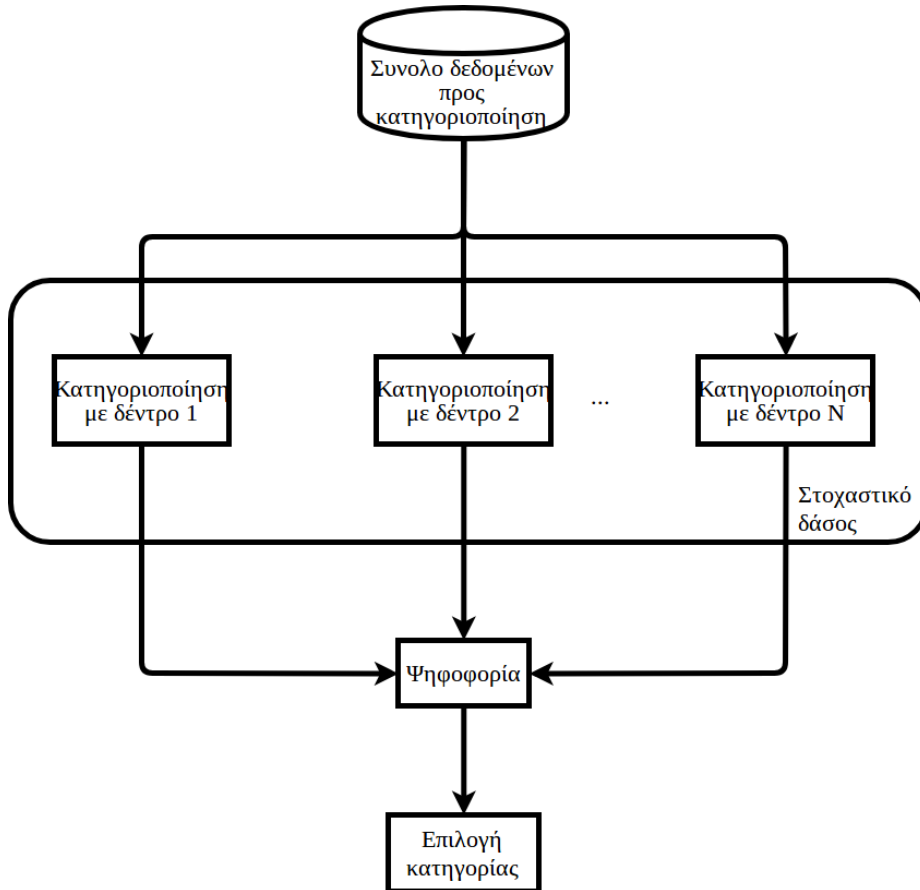 Συνολο δεδομένων
προς
κατηγοριοποίηση
Κατηγοριοποίηση
με δέντρο 1
Κατηγοριοποίηση
με δέντρο 2
...
Κατηγοριοποίηση
με δέντρο Ν
Στοχαστικό
δάσος
Ψηφοφορία
Επιλογή
κατηγορίας